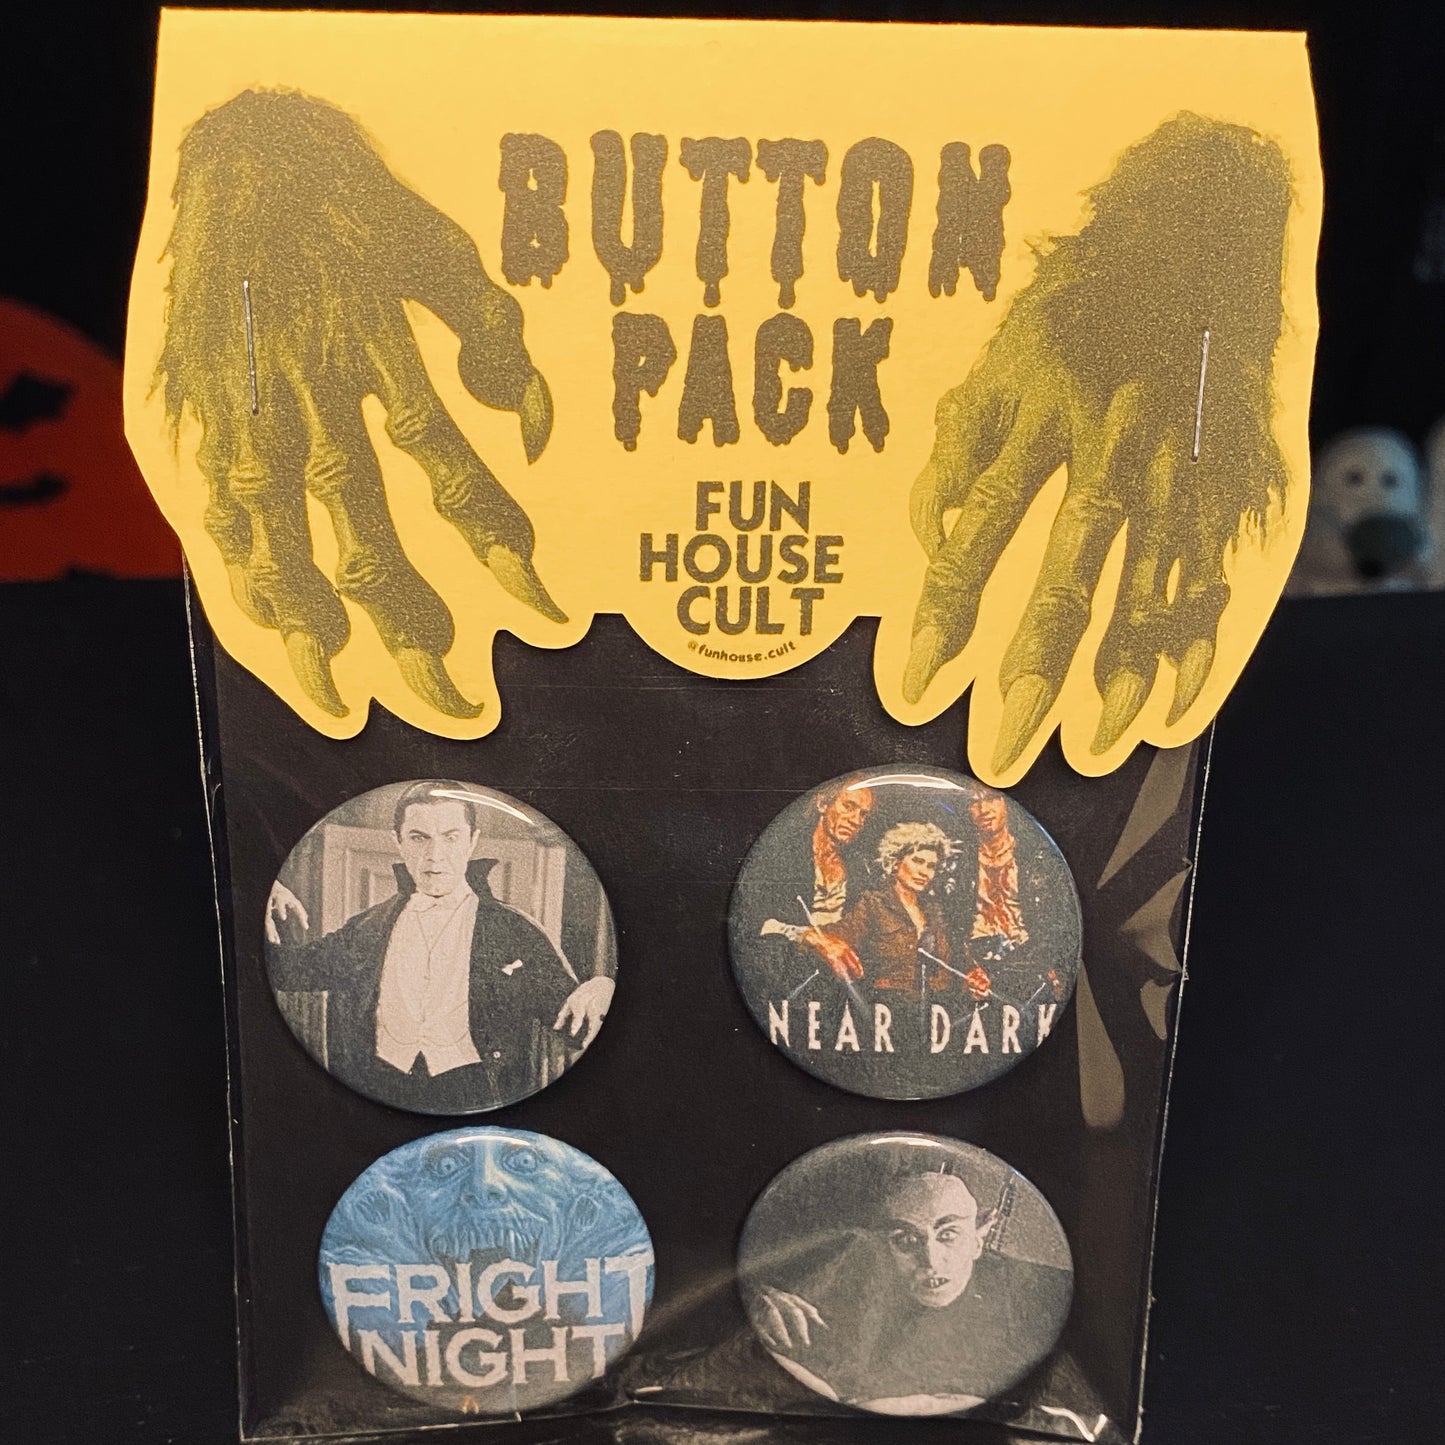 BUTTON
PACK
FUN
HOUSE
CULT
@funhouse.cult
NEAR DARK
FRIGHT
NIGHT